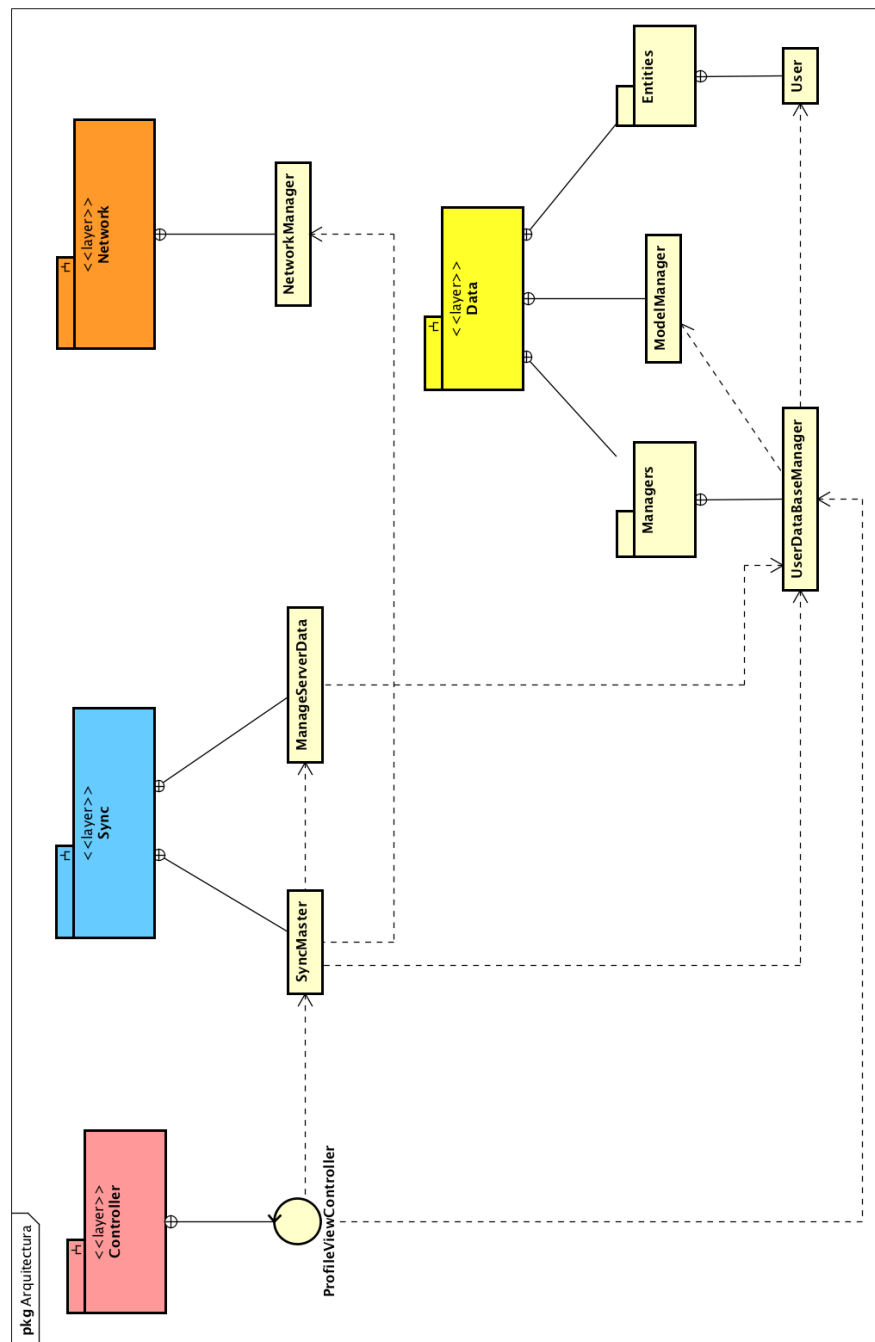 pkg Arquitectura
<<layer>>
Controller
<<layer>>
Sync
<<layer>>
Network
ProfileViewController
SyncMaster
ManageServerData
NetworkManager
<<layer>>
Data
Managers
ModelManager
Entities
UserDataBaseManager
User